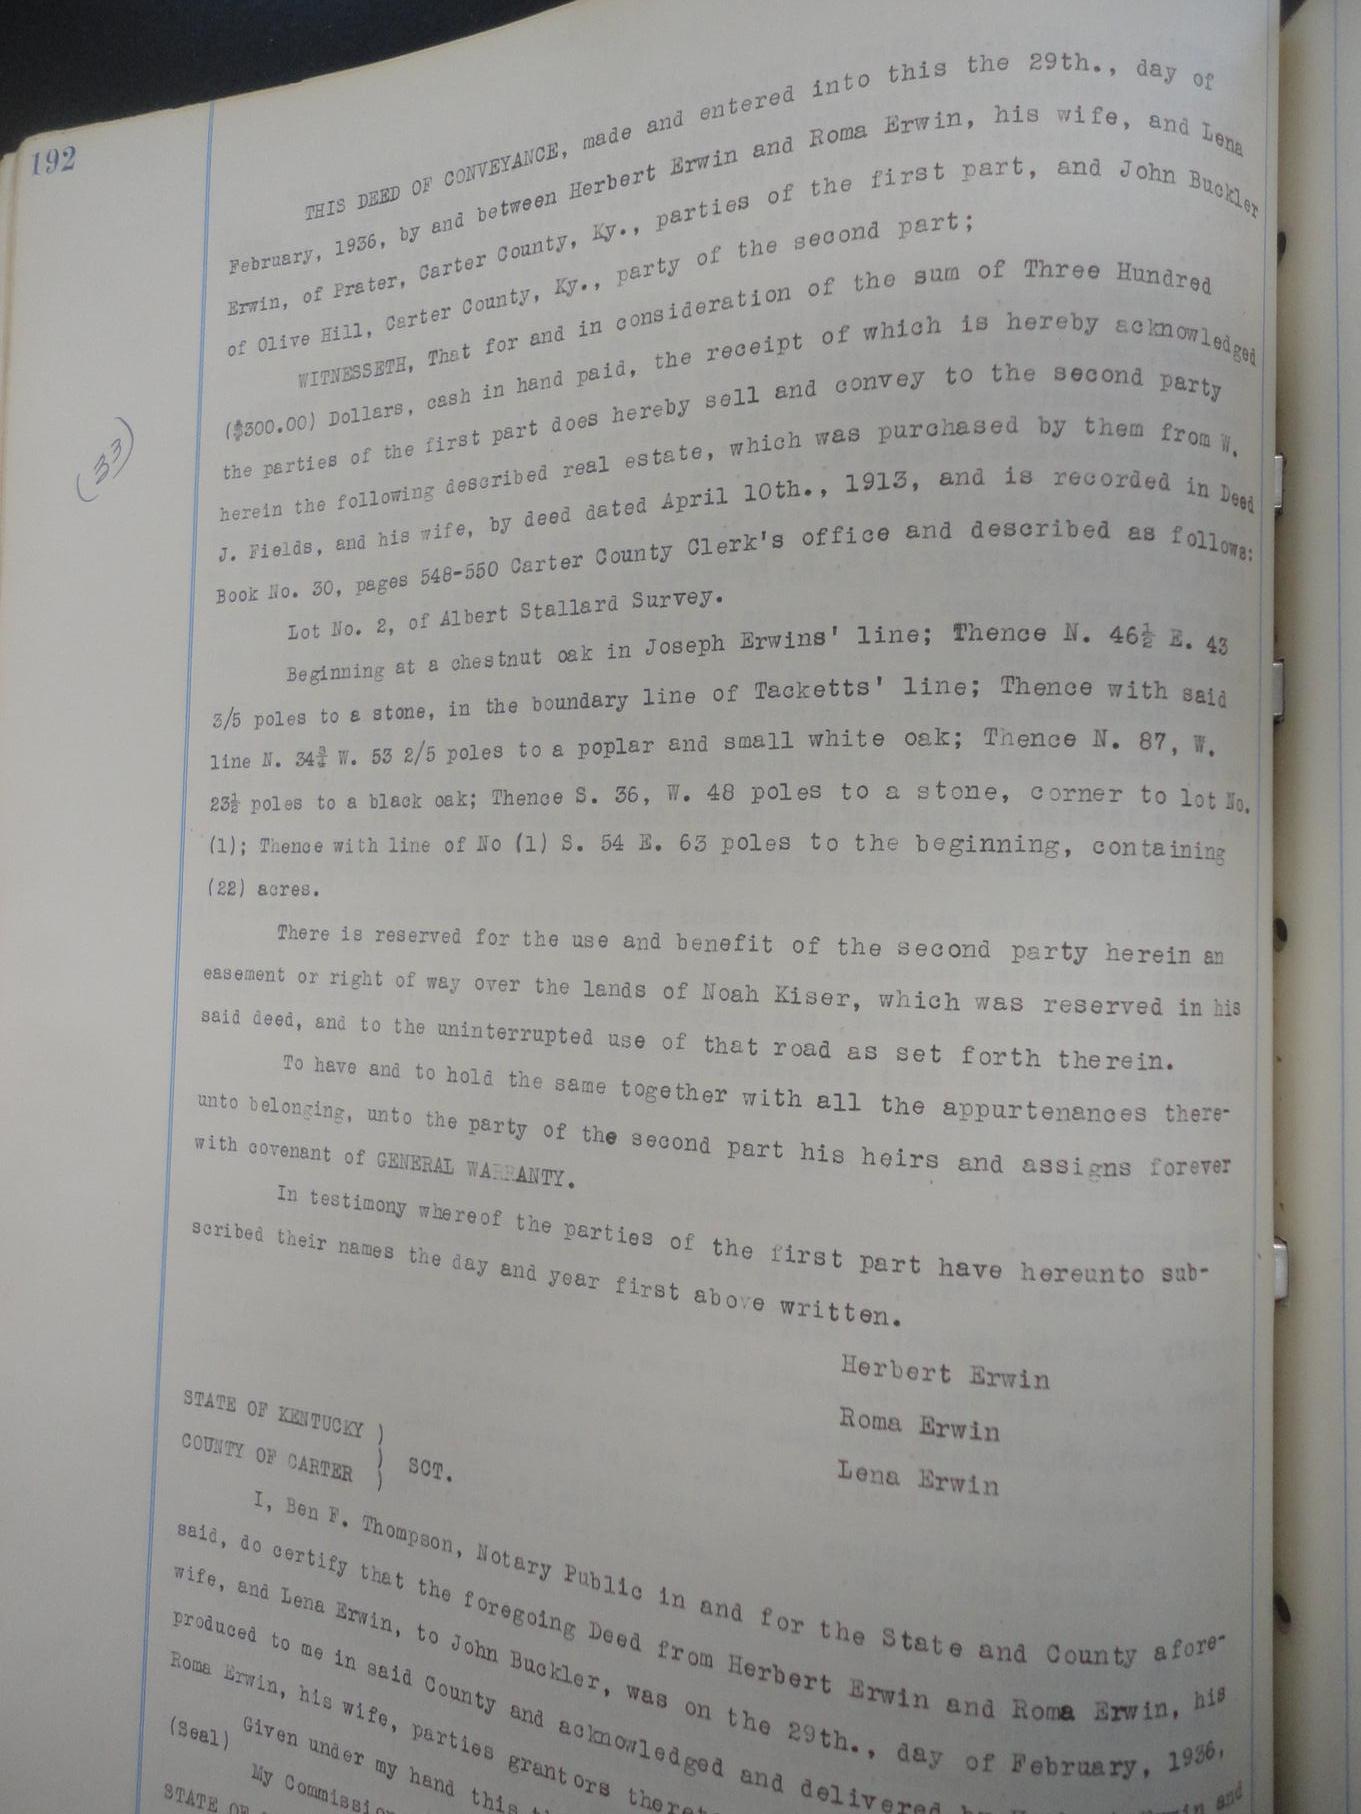 192
THIS DEED OF CONVEYANCE, made and entered into this the 29th., day of
February, 1936, by and between Herbert Erwin and Roma Erwin, his wife, and Lena
Erwin, of Prater, Carter County, Ky., parties of the first part, and John Buckler
of Olive Hill, Carter County, Ky., party of the second part;
WITNESSETH, That for and in consideration of the sum of Three Hundred
($300.00) Dollars, cash in hand paid, the receipt of which is hereby acknowledged
the parties of the first part does hereby sell and convey to the second party
herein the following described real estate, which was purchased by them from W.
J. Fields, and his wife, by deed dated April 10th., 1913, and is recorded in Deed
Book No. 30, pages 548-550 Carter County Clerk's office and described as follows:
(33)
Lot No. 2, of Albert Stallard Survey.
Beginning at a chestnut oak in Joseph Erwins' line; Thence N. 46½ E. 43
3/5 poles to a stone, in the boundary line of Tacketts' line; Thence with said
line N. 34¾ W. 53 2/5 poles to a poplar and small white oak; Thence N. 87, W.
23½ poles to a black oak; Thence S. 36, W. 48 poles to a stone, corner to lot No.
(1); Thence with line of No (1) S. 54 E. 63 poles to the beginning, containing
(22) acres.
There is reserved for the use and benefit of the second party herein an
easement or right of way over the lands of Noah Kiser, which was reserved in his
said deed, and to the uninterrupted use of that road as set forth therein.
To have and to hold the same together with all the appurtenances there-
unto belonging, unto the party of the second part his heirs and assigns forever
with covenant of GENERAL WARRANTY.
In testimony whereof the parties of the first part have hereunto sub-
scribed their names the day and year first above written.
Herbert Erwin
Roma Erwin
Lena Erwin
STATE OF KENTUCKY )
COUNTY OF CARTER ) SCT.
I, Ben F. Thompson, Notary Public in and for the State and County afore-
said, do certify that the foregoing Deed from Herbert Erwin and Roma Erwin, his
wife, and Lena Erwin, to John Buckler, was on the 29th., day of February, 1936,
produced to me in said County and acknowledged and delivered by Erwin and
Roma Erwin, his wife, parties grantors
Given under my hand this
(Seal) My
STATE OF